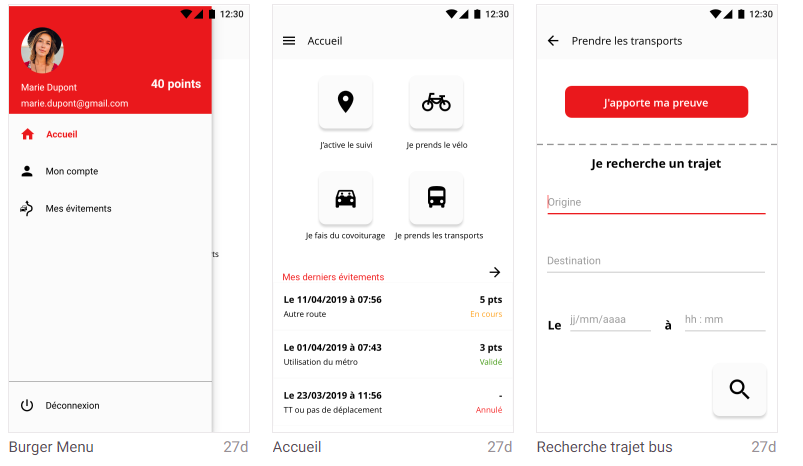 12:30
Marie Dupont
40 points
marie.dupont@gmail.com
Accueil
Mon compte
Mes évitements
ts
Déconnexion
Burger Menu 27d
12:30
Accueil
J'active le suivi
Je prends le vélo
Je fais du covoiturage
Je prends les transports
Mes derniers évitements
Le 11/04/2019 à 07:56 5 pts
Autre route En cours
Le 01/04/2019 à 07:43 3 pts
Utilisation du métro Validé
Le 23/03/2019 à 11:56 -
TT ou pas de déplacement Annulé
Accueil 27d
12:30
Prendre les transports
J'apporte ma preuve
Je recherche un trajet
Origine
Destination
Le jj/mm/aaaa à hh : mm
Recherche trajet bus 27d